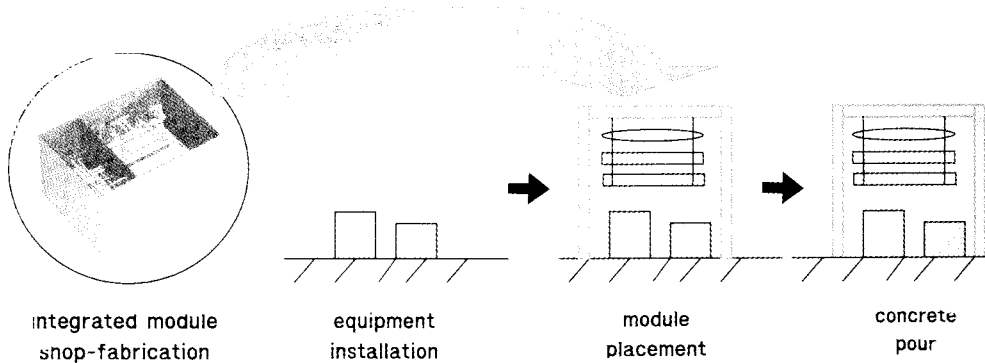 integrated module
shop-fabrication
equipment
installation
module
placement
concrete
pour